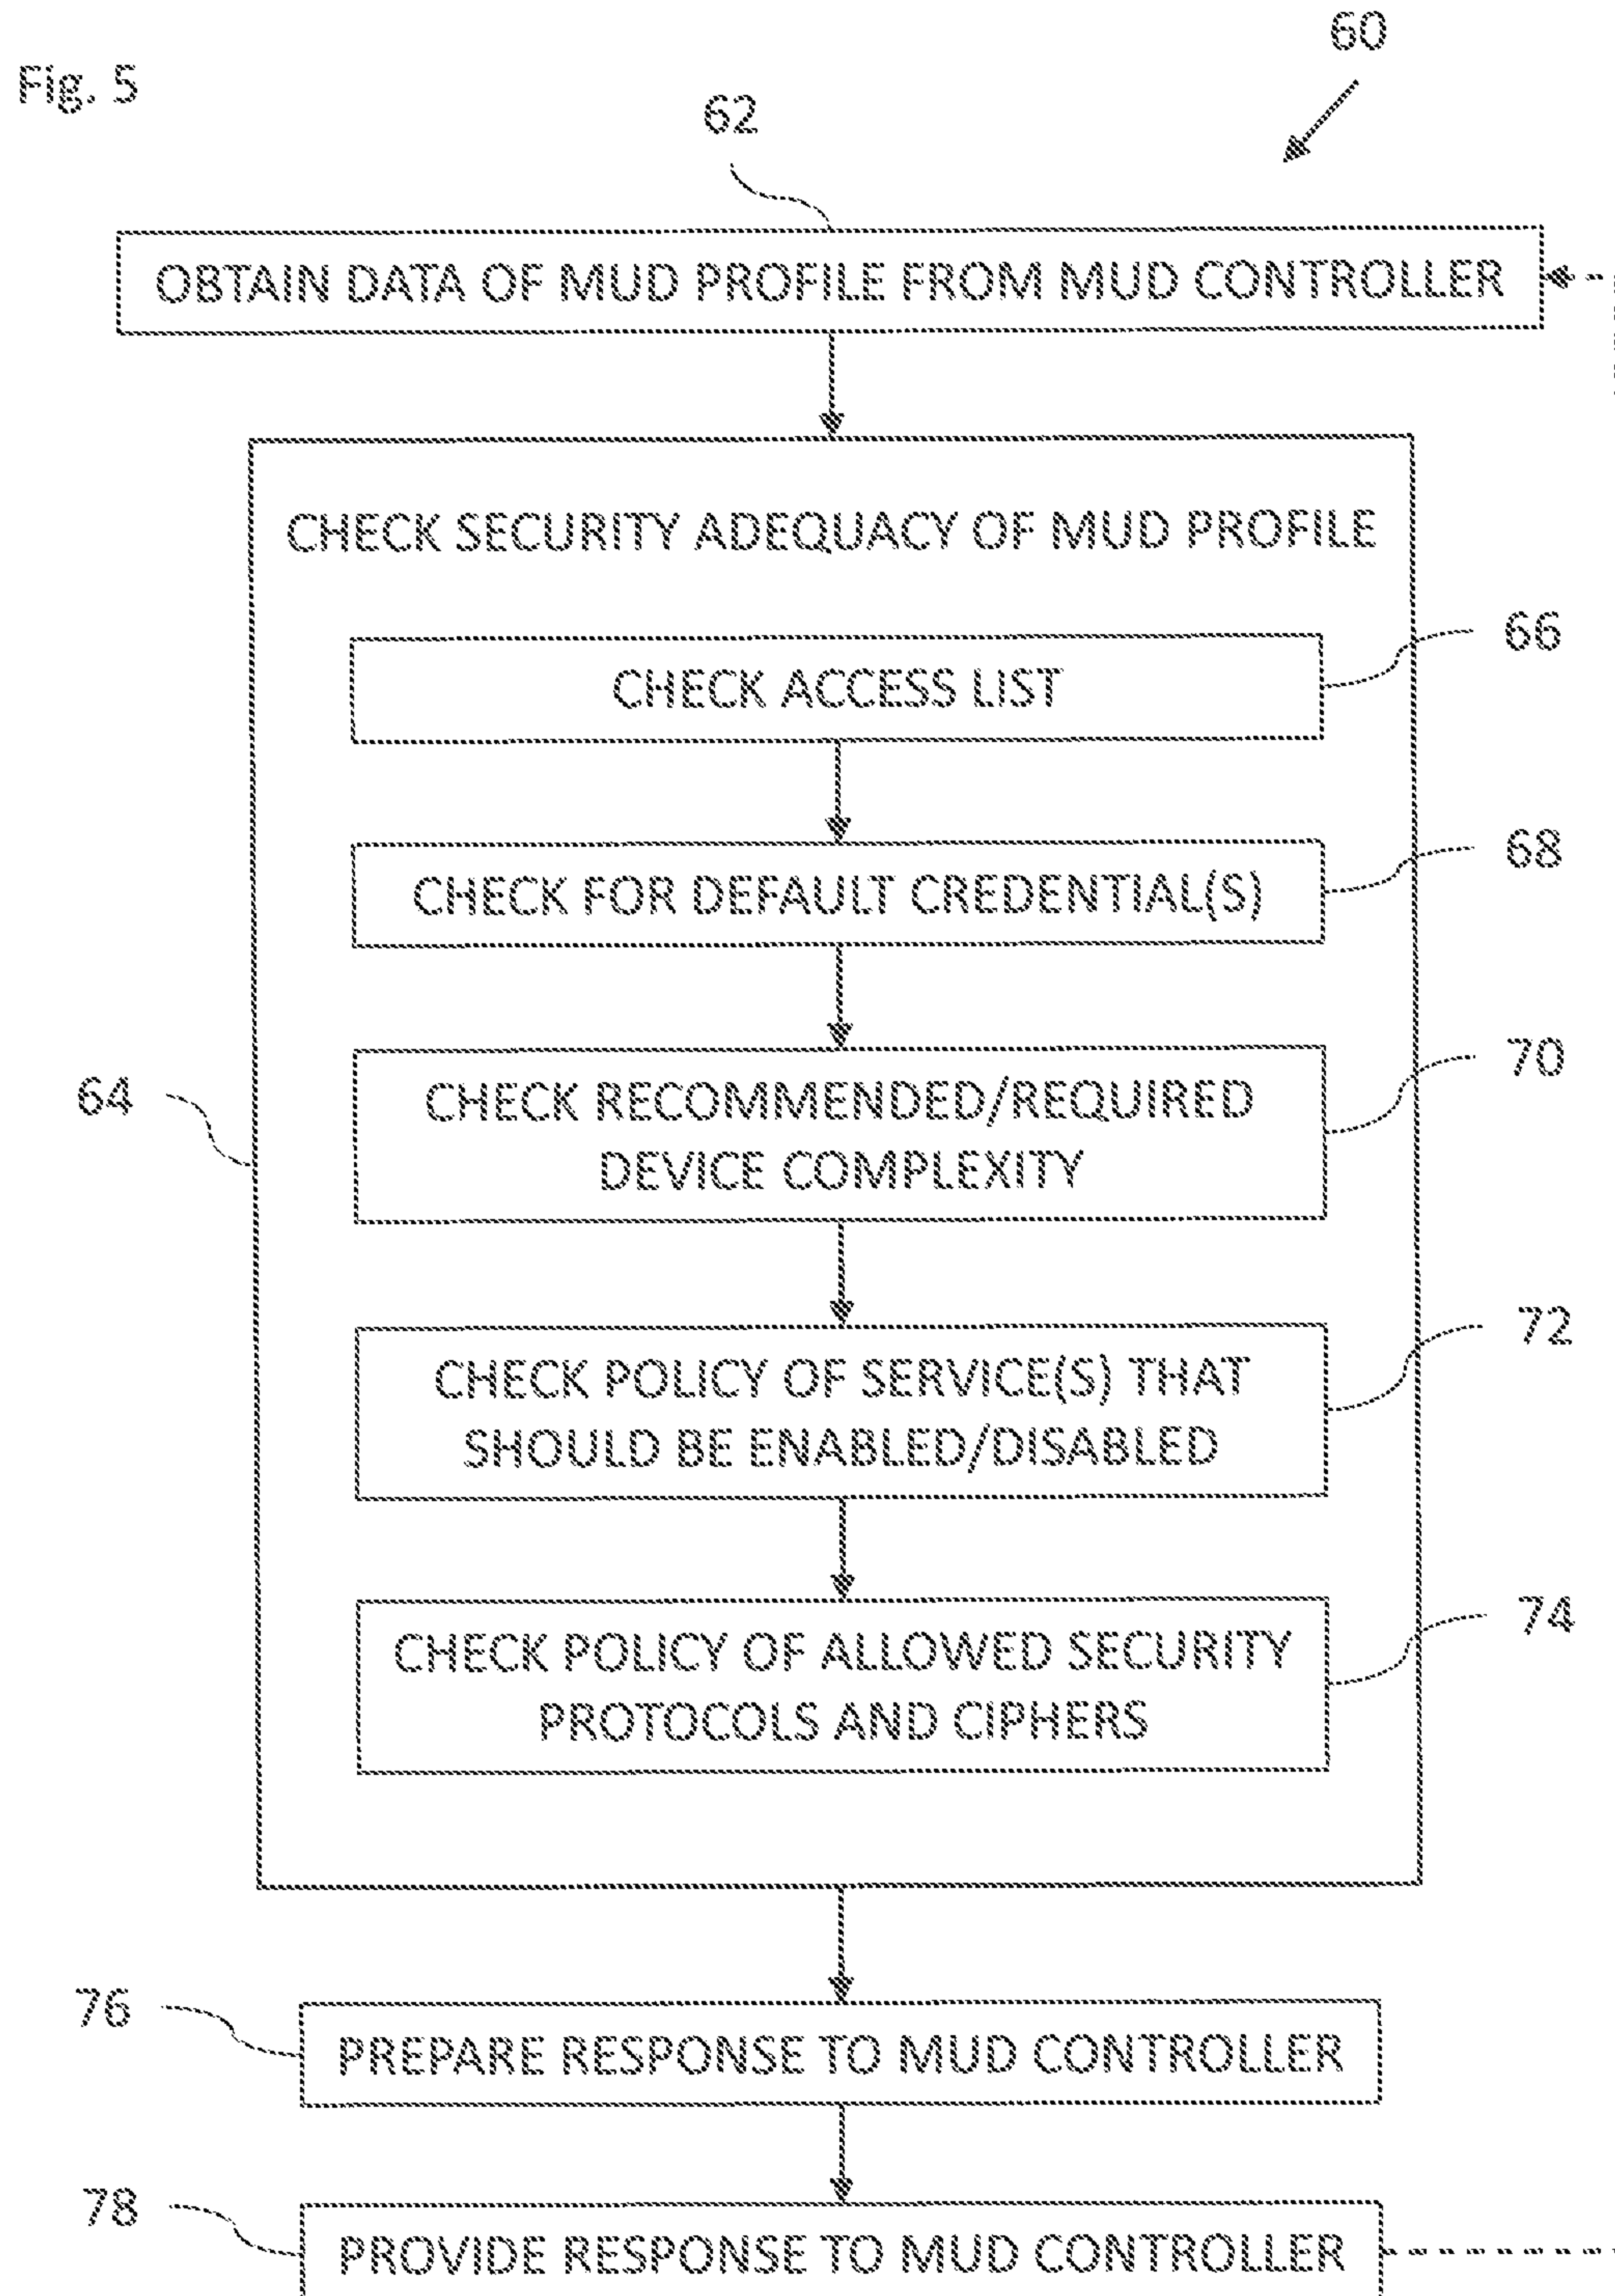 Fig. 5
60
62
OBTAIN DATA OF MUD PROFILE FROM MUD CONTROLLER
CHECK SECURITY ADEQUACY OF MUD PROFILE
66
CHECK ACCESS LIST
68
CHECK FOR DEFAULT CREDENTIAL(S)
70
CHECK RECOMMENDED/REQUIRED
DEVICE COMPLEXITY
64
72
CHECK POLICY OF SERVICE(S) THAT
SHOULD BE ENABLED/DISABLED
74
CHECK POLICY OF ALLOWED SECURITY
PROTOCOLS AND CIPHERS
76
PREPARE RESPONSE TO MUD CONTROLLER
78
PROVIDE RESPONSE TO MUD CONTROLLER